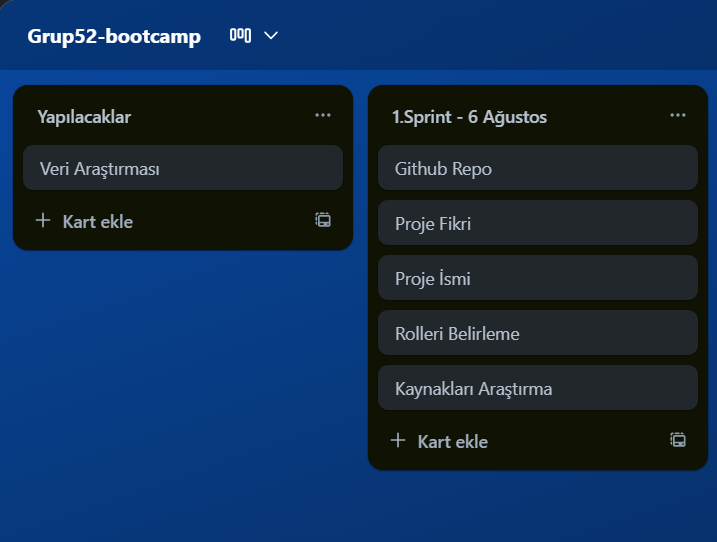 Grup52-bootcamp
Yapılacaklar
Veri Araştırması
Kart ekle
1.Sprint - 6 Ağustos
Github Repo
Proje Fikri
Proje İsmi
Rolleri Belirleme
Kaynakları Araştırma
Kart ekle